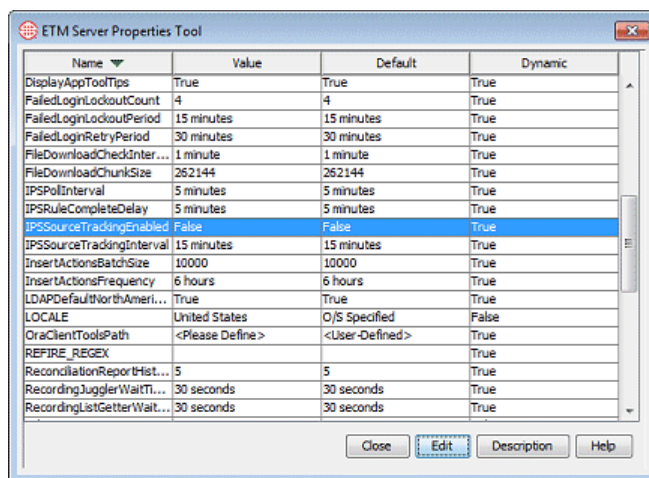 ETM Server Properties Tool
Name Value Default Dynamic
DisplayAppToolTips True True True
FailedLoginLockoutCount 4 4 True
FailedLoginLockoutPeriod 15 minutes 15 minutes True
FailedLoginRetryPeriod 30 minutes 30 minutes True
FileDownloadCheckInter... 1 minute 1 minute True
FileDownloadChunkSize 262144 262144 True
IPSPollInterval 5 minutes 5 minutes True
IPSRuleCompleteDelay 5 minutes 5 minutes True
IPSSourceTrackingEnabled False False True
IPSSourceTrackingInterval 15 minutes 15 minutes True
InsertActionsBatchSize 10000 10000 True
InsertActionsFrequency 6 hours 6 hours True
LDAPDefaultNorthAmeri... True True True
LOCALE United States O/S Specified False
OraClientToolsPath <Please Define> <User-Defined> True
REFIRE_REGEX True
ReconciliationReportHist... 5 5 True
RecordingJugglerWaitTi... 30 seconds 30 seconds True
RecordingListGetterWait... 30 seconds 30 seconds True
Close Edit Description Help